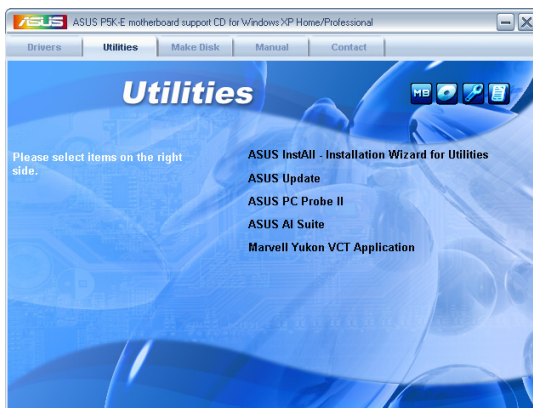 ASUS ASUS P5K-E motherboard support CD for Windows XP Home/Professional
Drivers Utilities Make Disk Manual Contact
Utilities
MB
Please select items on the right
side.
ASUS InstAll - Installation Wizard for Utilities
ASUS Update
ASUS PC Probe II
ASUS AI Suite
Marvell Yukon VCT Application